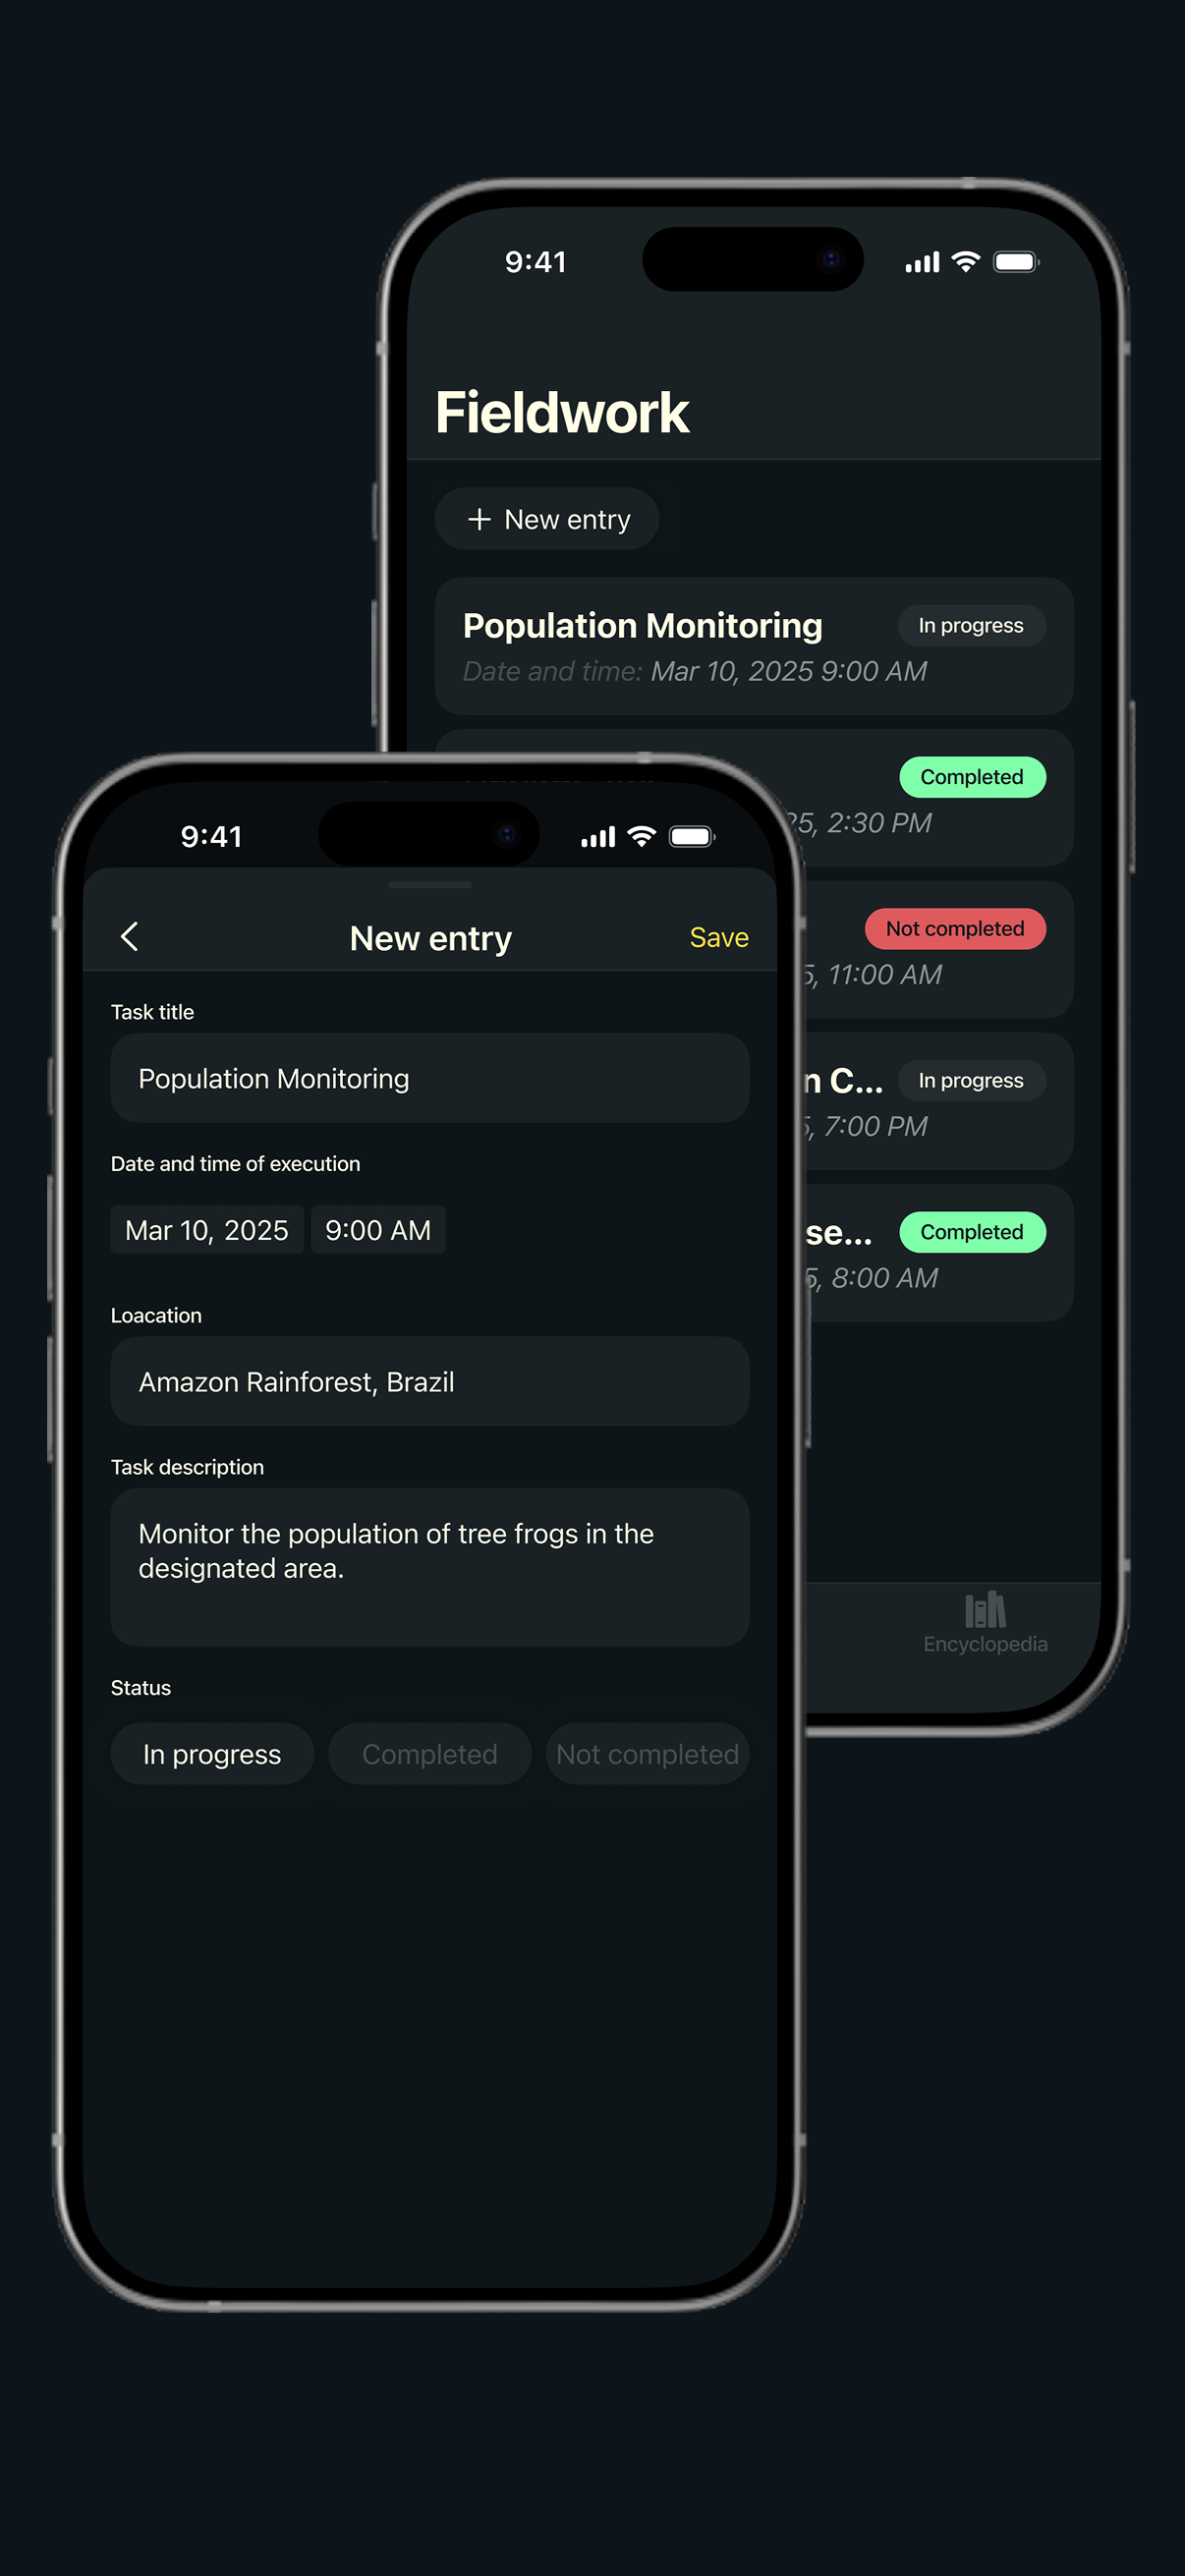 9:41
Fieldwork
+ New entry
Population Monitoring
In progress
Date and time: Mar 10, 2025 9:00 AM
Completed
5, 2:30 PM
Not completed
5, 11:00 AM
n C...
In progress
5, 7:00 PM
se...
Completed
5, 8:00 AM
Encyclopedia
9:41
New entry
Save
Task title
Population Monitoring
Date and time of execution
Mar 10, 2025
9:00 AM
Loacation
Amazon Rainforest, Brazil
Task description
Monitor the population of tree frogs in the
designated area.
Status
In progress
Completed
Not completed